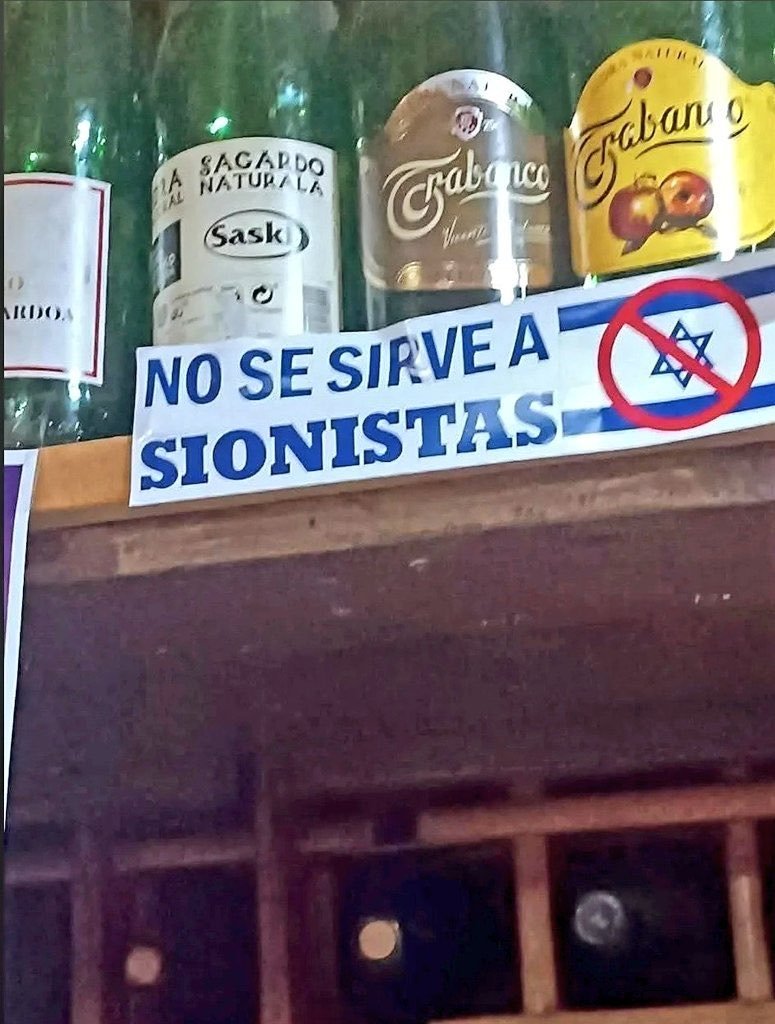 SAGARDO
NATURALA
Saski
Trabanco
Trabanco
NO SE SIRVE A
SIONISTAS